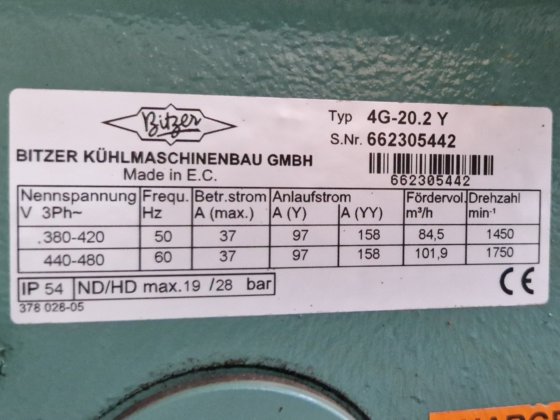 Bitzer
Typ 4G-20.2 Y
S.Nr. 662305442
BITZER KÜHLMASCHINENBAU GMBH
Made in E.C.
662305442
Nennspannung V 3Ph~ Frequ. Hz Betr.strom A (max.) Anlaufstrom A (Y) A (YY) Fördervol. m³/h Drehzahl min⁻¹
380-420 50 37 97 158 84,5 1450
440-480 60 37 97 158 101,9 1750
IP 54 ND/HD max.19 /28 bar
CE
378 026-05